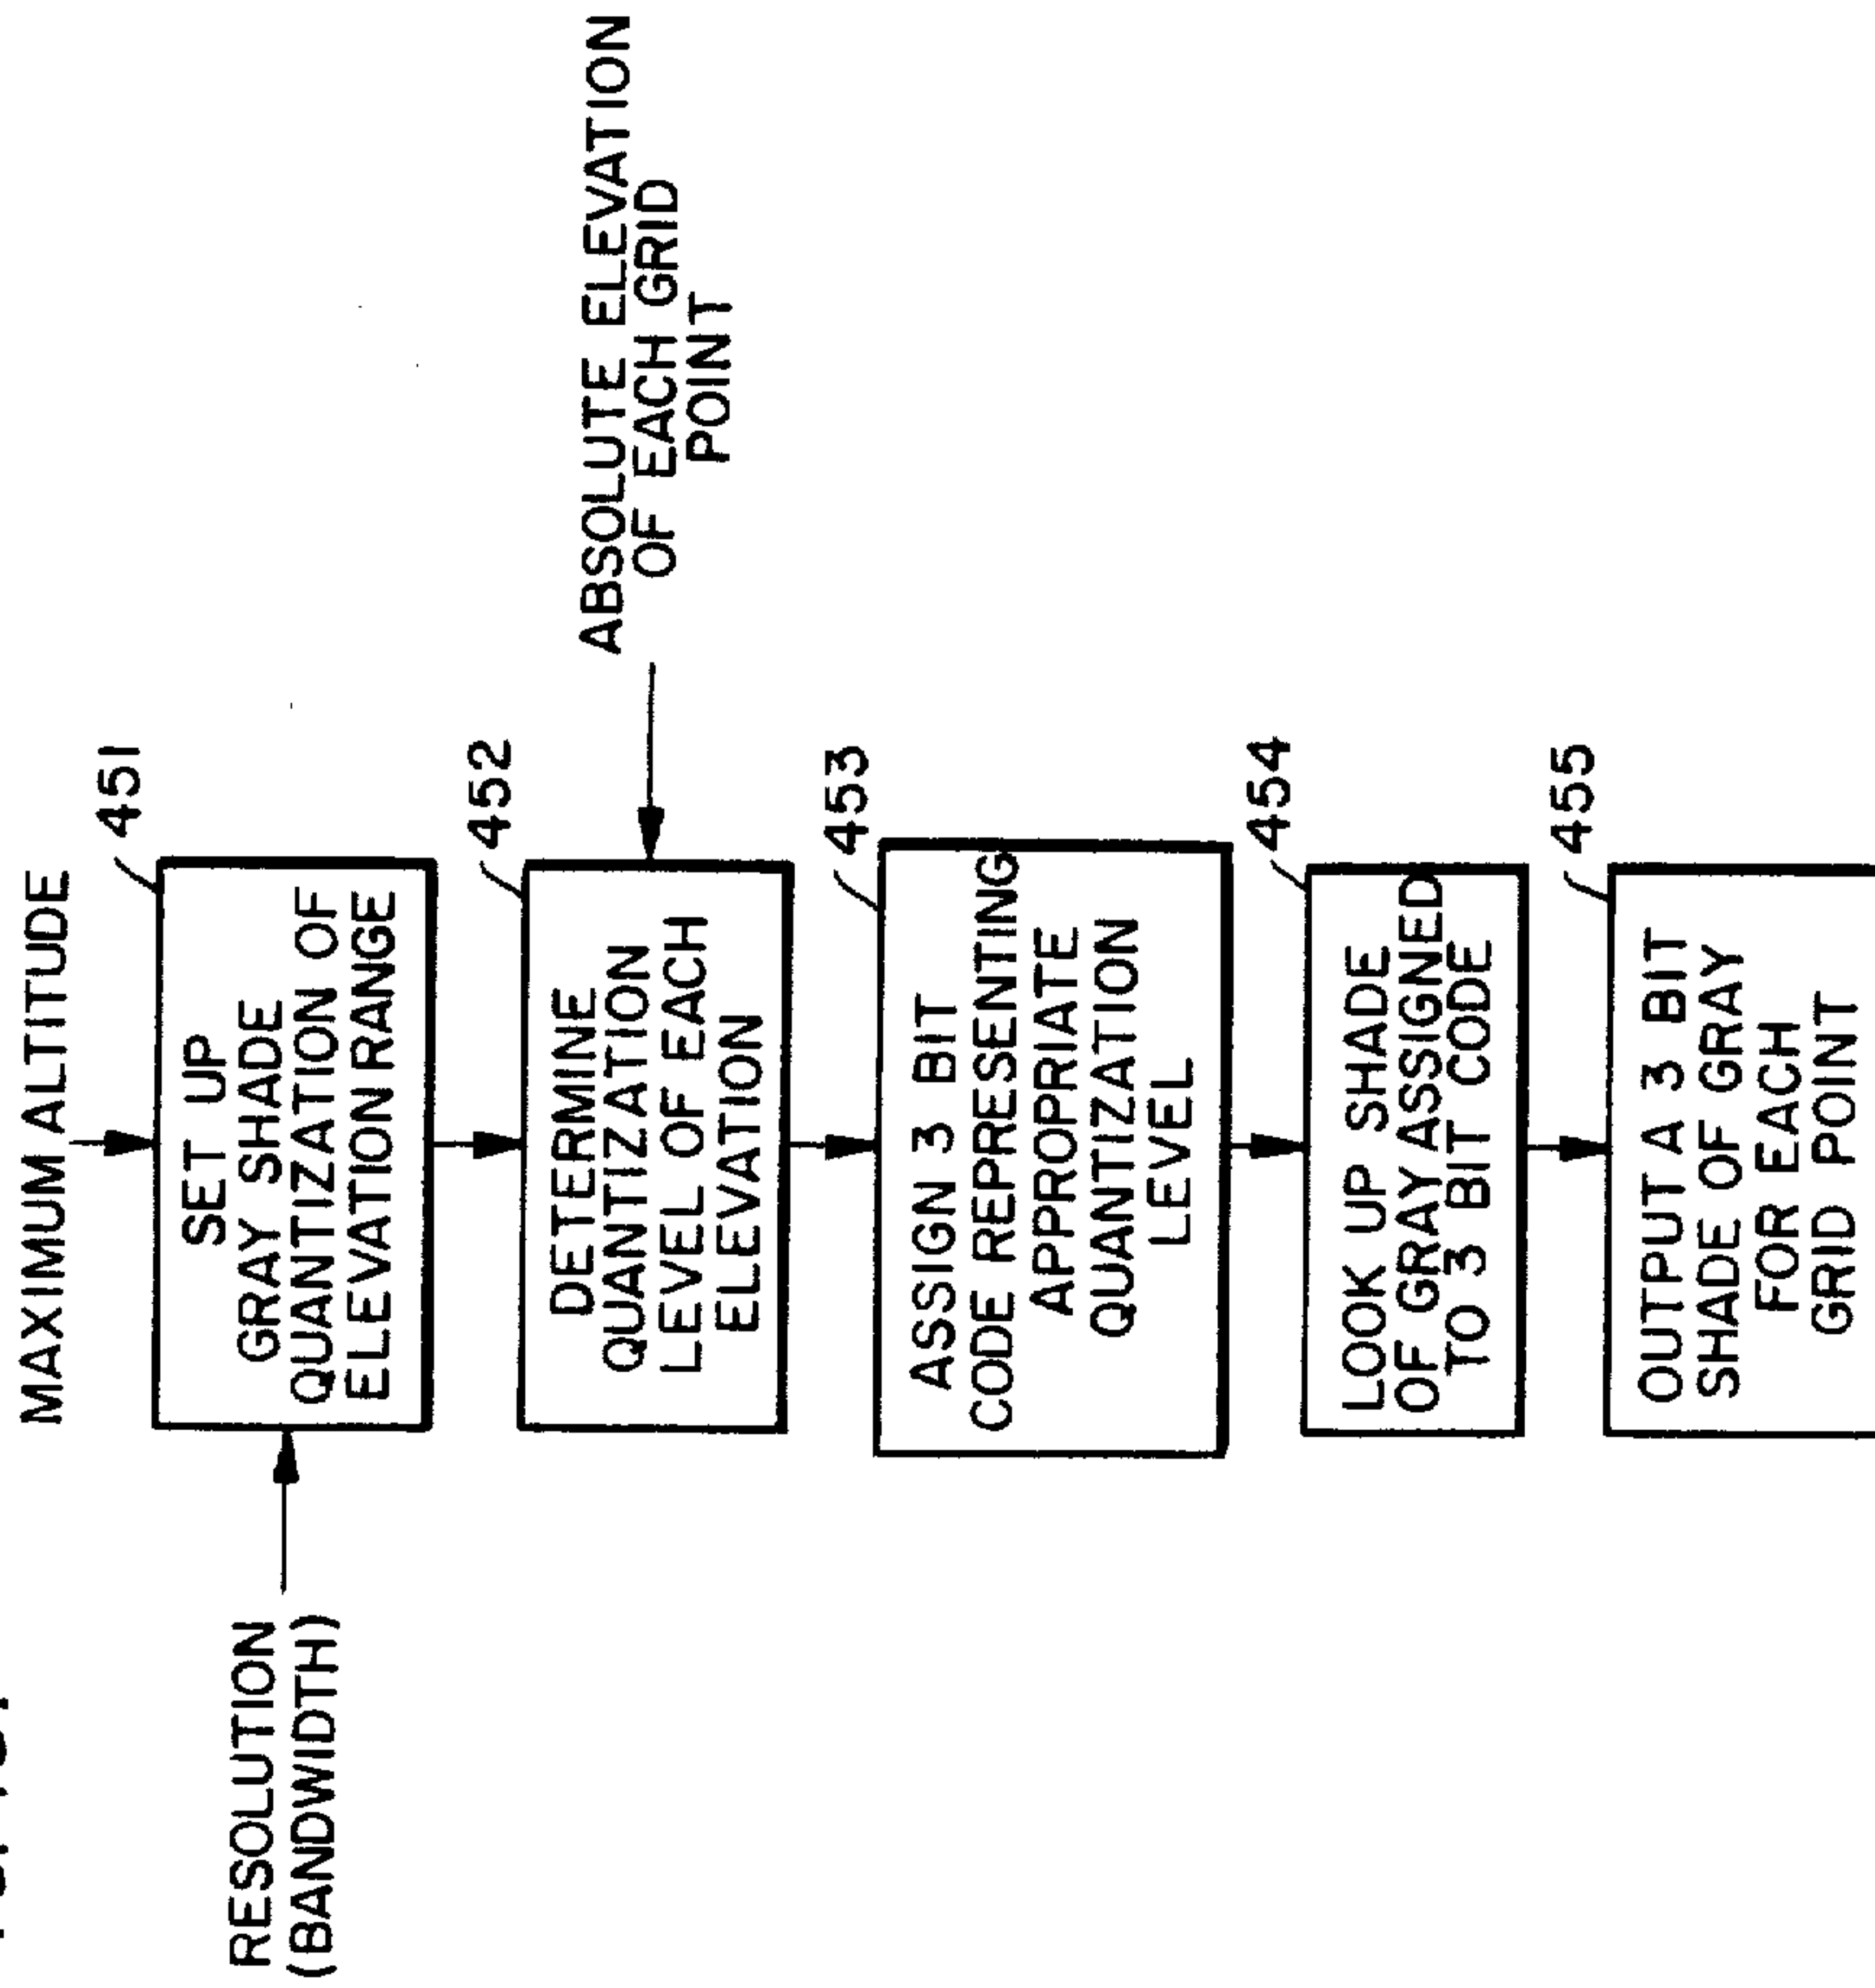 MAXIMUM ALTITUDE
451
SET UP
GRAY SHADE
QUANTIZATION OF
ELEVATION RANGE
RESOLUTION
(BANDWIDTH)
452
DETERMINE
QUANTIZATION
LEVEL OF EACH
ELEVATION
ABSOLUTE ELEVATION
OF EACH GRID
POINT
453
ASSIGN 3 BIT
CODE REPRESENTING
APPROPRIATE
QUANTIZATION
LEVEL
454
LOOK UP SHADE
OF GRAY ASSIGNED
TO 3 BIT CODE
455
OUTPUT A 3 BIT
SHADE OF GRAY
FOR EACH
GRID POINT